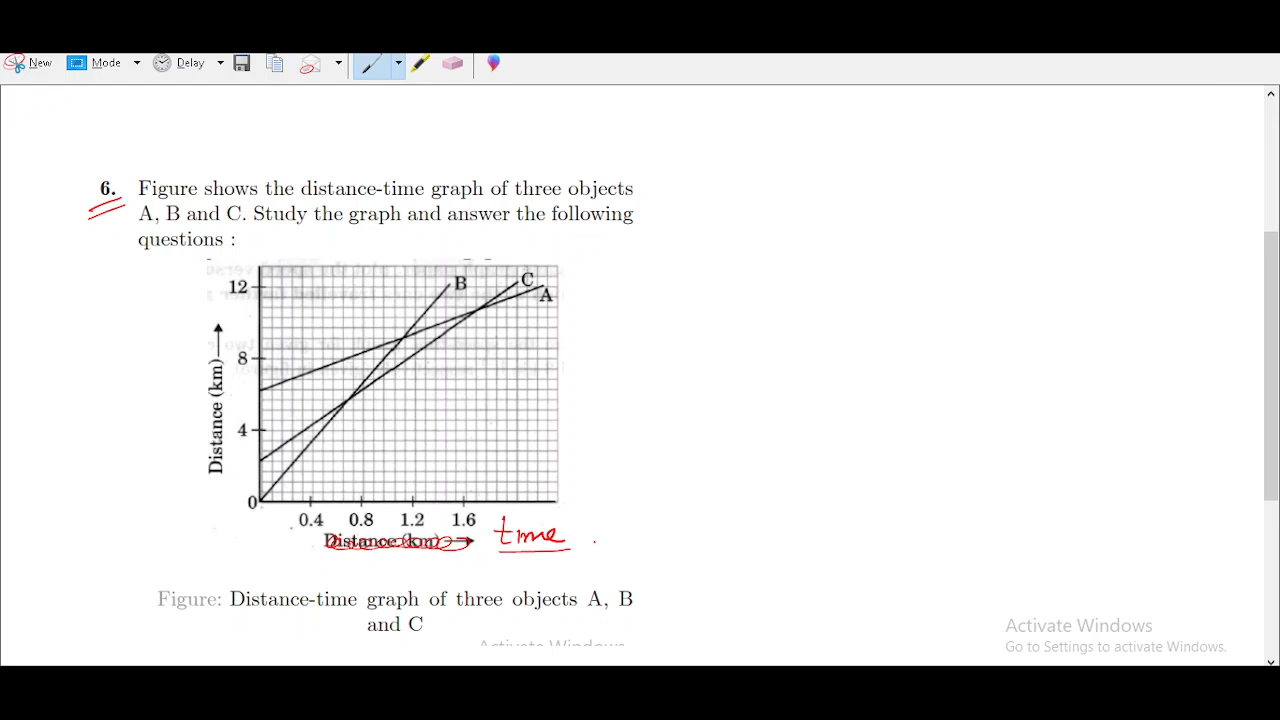 New Mode Delay
6. Figure shows the distance-time graph of three objects
A, B and C. Study the graph and answer the following
questions :
12
B
C
A
8
4
0
Distance (km)
0.4 0.8 1.2 1.6
Distance (km)
time
Figure: Distance-time graph of three objects A, B
and C
Activate Windows
Go to Settings to activate Windows.